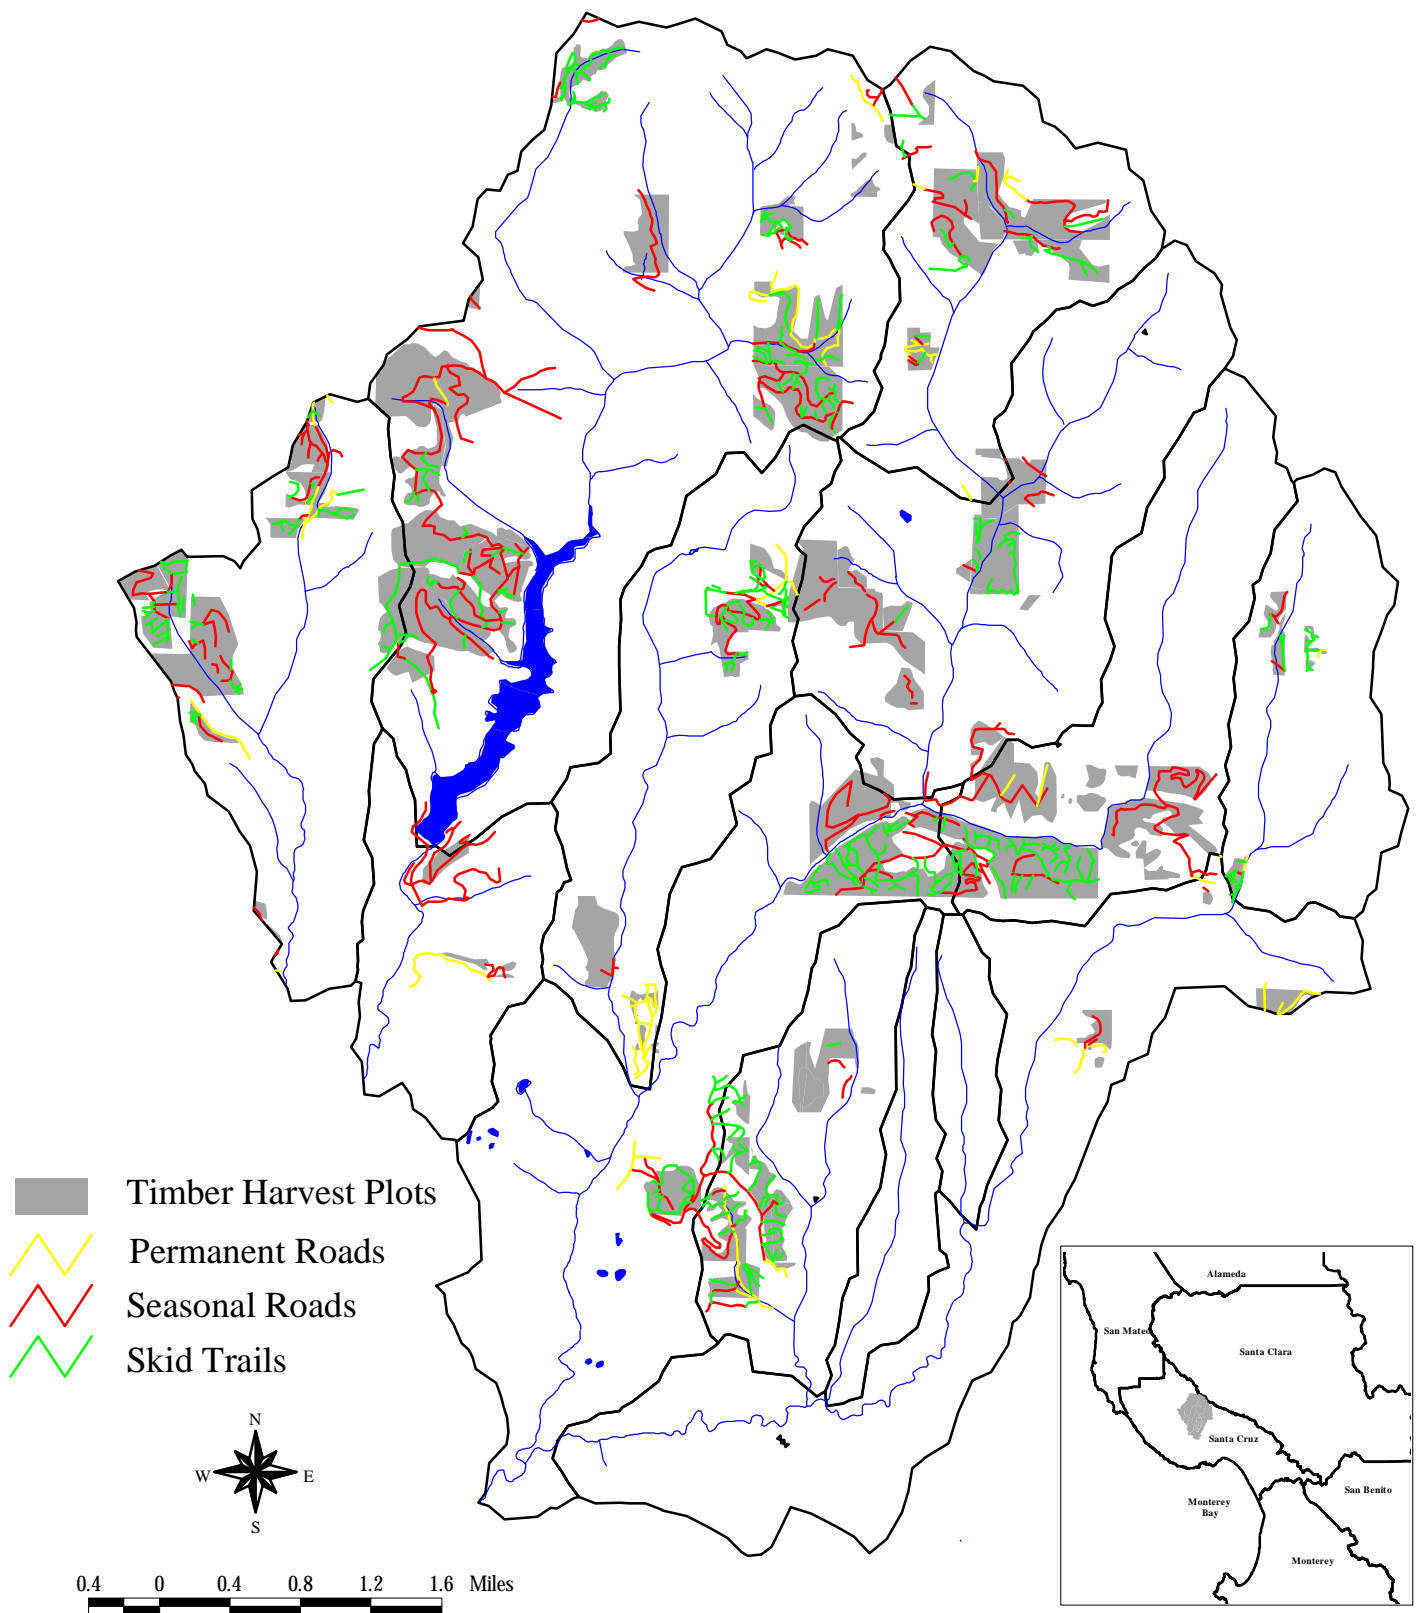 Timber Harvest Plots
Permanent Roads
Seasonal Roads
Skid Trails
N
W E
S
0.4 0 0.4 0.8 1.2 1.6 Miles
Alameda
San Mateo
Santa Clara
Santa Cruz
San Benito
Monterey
Bay
Monterey